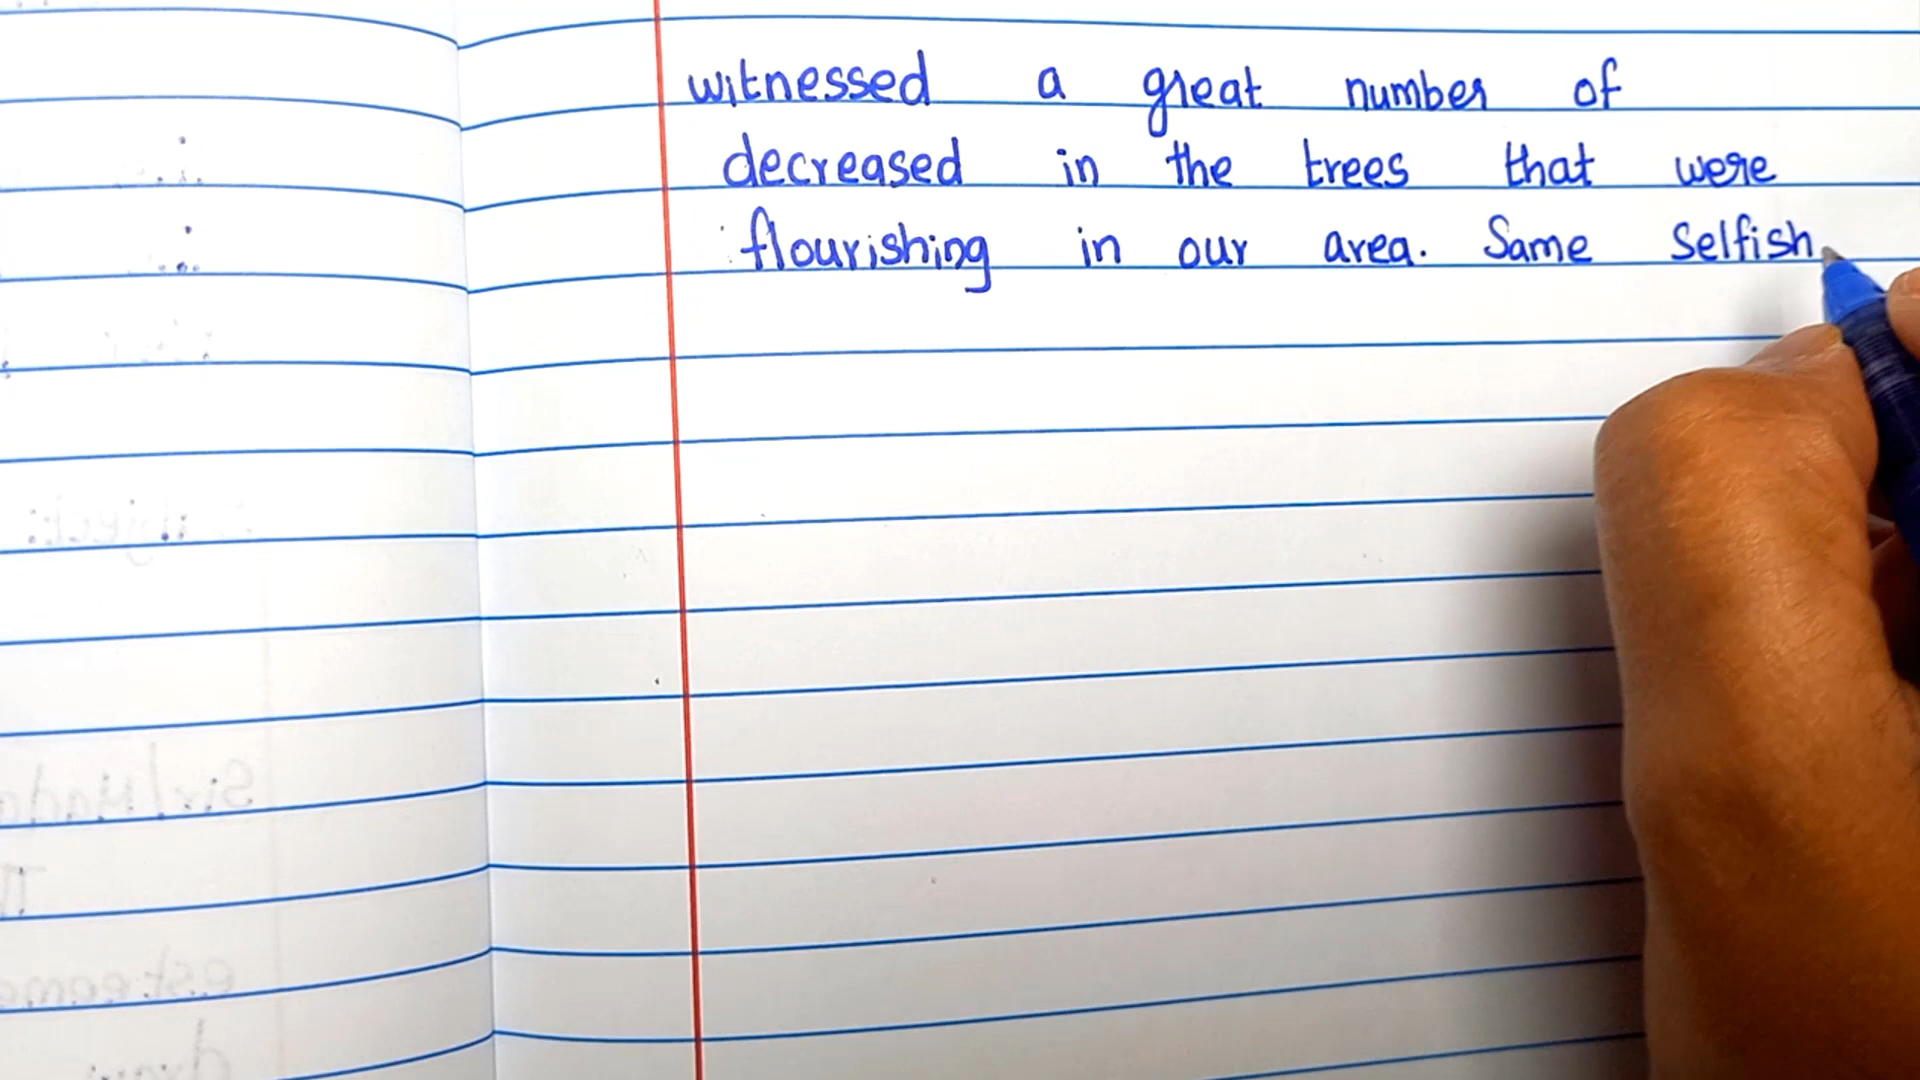 witnessed a great number of
decreased in the trees that were
flourishing in our area. Same Selfish